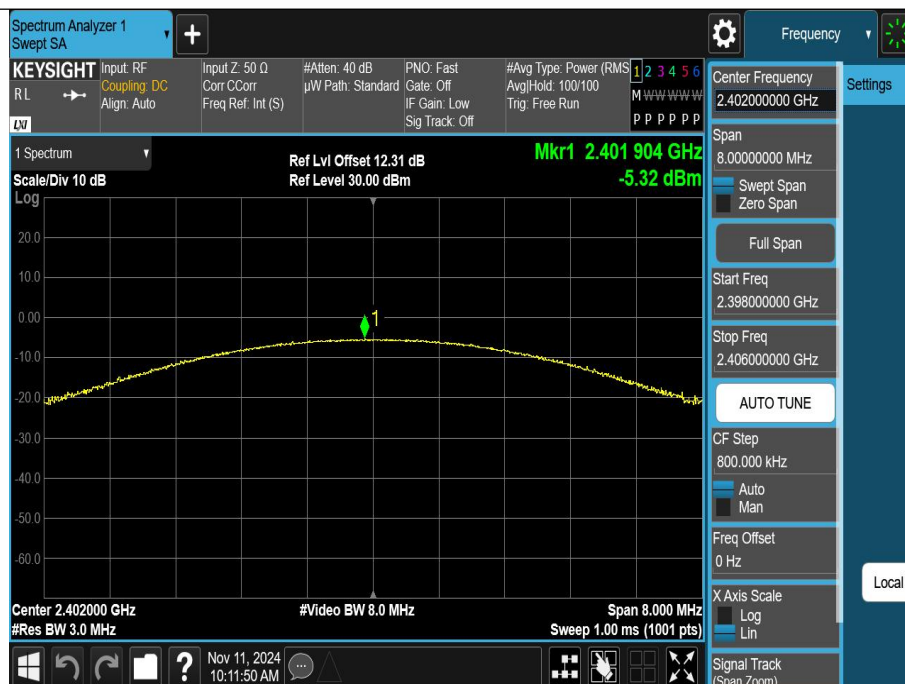 Spectrum Analyzer 1
Swept SA
Frequency
KEYSIGHT
RL
LXI
Input: RF
Coupling: DC
Align: Auto
Input Z: 50 Ω
Corr CCorr
Freq Ref: Int (S)
#Atten: 40 dB
µW Path: Standard
PNO: Fast
Gate: Off
IF Gain: Low
Sig Track: Off
#Avg Type: Power (RMS
Avg|Hold: 100/100
Trig: Free Run
1 2 3 4 5 6
M W W W W W
P P P P P P
1 Spectrum
Scale/Div 10 dB
Log
Ref Lvl Offset 12.31 dB
Ref Level 30.00 dBm
Mkr1 2.401 904 GHz
-5.32 dBm
20.0
10.0
0.00
-10.0
-20.0
-30.0
-40.0
-50.0
-60.0
1
Center 2.402000 GHz
#Res BW 3.0 MHz
#Video BW 8.0 MHz
Span 8.000 MHz
Sweep 1.00 ms (1001 pts)
Nov 11, 2024
10:11:50 AM
Center Frequency
2.402000000 GHz
Span
8.00000000 MHz
Swept Span
Zero Span
Full Span
Start Freq
2.398000000 GHz
Stop Freq
2.406000000 GHz
AUTO TUNE
CF Step
800.000 kHz
Auto
Man
Freq Offset
0 Hz
X Axis Scale
Log
Lin
Signal Track
(Span Zoom)
Settings
Local